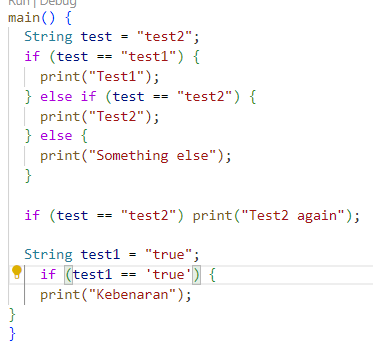 Run | Debug
main() {
  String test = "test2";
  if (test == "test1") {
    print("Test1");
  } else if (test == "test2") {
    print("Test2");
  } else {
    print("Something else");
  }

  if (test == "test2") print("Test2 again");

  String test1 = "true";
    if (test1 == 'true') {
    print("Kebenaran");
}
}